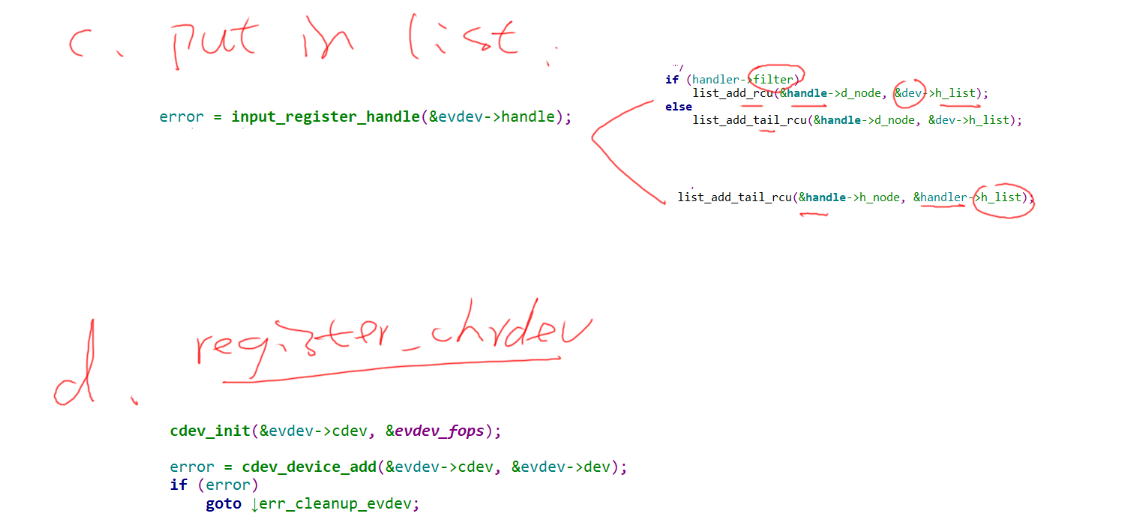 c. put in list.
error = input_register_handle(&evdev->handle);
*/
if (handler->filter)
list_add_rcu(&handle->d_node, &dev->h_list);
else
list_add_tail_rcu(&handle->d_node, &dev->h_list);
list_add_tail_rcu(&handle->h_node, &handler->h_list);
d. register_chrdev
cdev_init(&evdev->cdev, &evdev_fops);
error = cdev_device_add(&evdev->cdev, &evdev->dev);
if (error)
goto ↓err_cleanup_evdev;